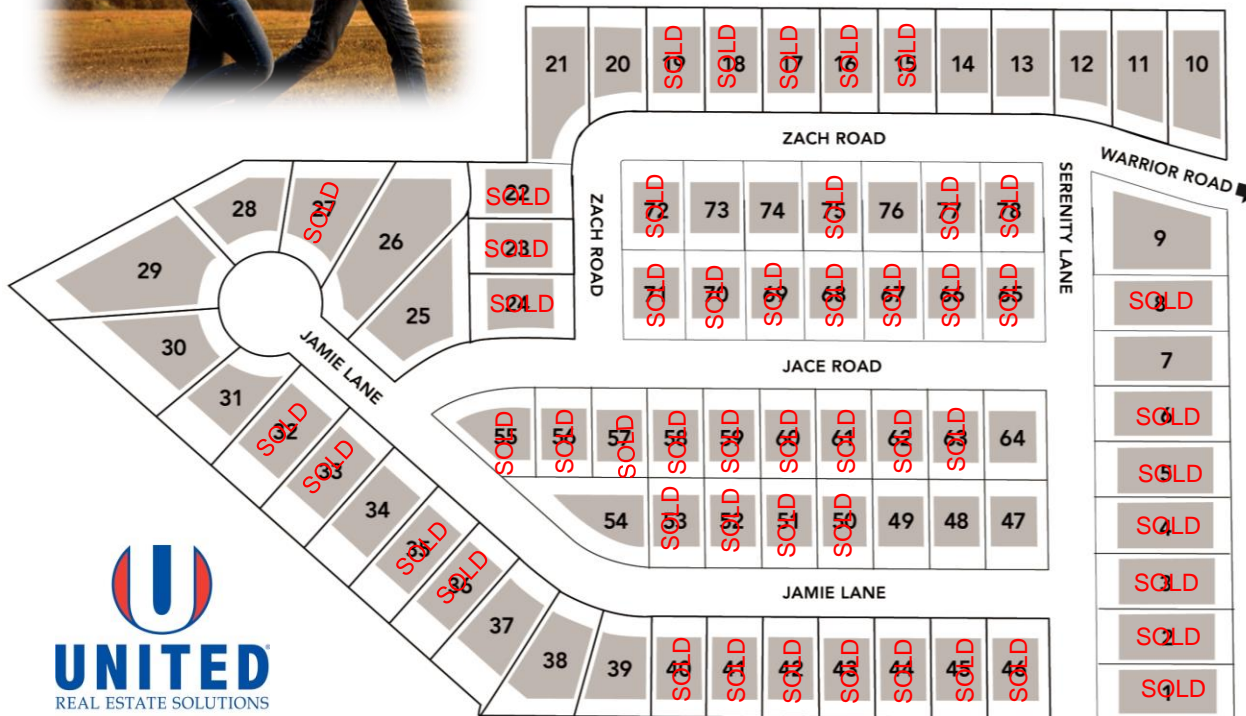 21 20 19 SOLD 18 SOLD 17 SOLD 16 SOLD 15 SOLD 14 13 12 11 10
ZACH ROAD
WARRIOR ROAD
28 27 SOLD 26 22 SOLD
ZACH ROAD
72 SOLD 73 74 75 SOLD 76 77 SOLD 78 SOLD
SERENITY LANE
9
29 25 23 SOLD
24 SOLD
71 SOLD 70 SOLD 69 SOLD 68 SOLD 67 SOLD 66 SOLD 65 SOLD
8 SOLD
30
JAMIE LANE
JACE ROAD
7
31 32 SOLD 33 SOLD 34 35 SOLD 36 SOLD 37 38 39
55 SOLD 56 SOLD 57 SOLD 58 SOLD 59 SOLD 60 SOLD 61 SOLD 62 SOLD 63 SOLD 64
6 SOLD
5 SOLD
54 53 SOLD 52 SOLD 51 SOLD 50 SOLD 49 48 47
4 SOLD
JAMIE LANE
3 SOLD
2 SOLD
40 SOLD 41 SOLD 42 SOLD 43 SOLD 44 SOLD 45 SOLD 46 SOLD
1 SOLD
U
UNITED
REAL ESTATE SOLUTIONS